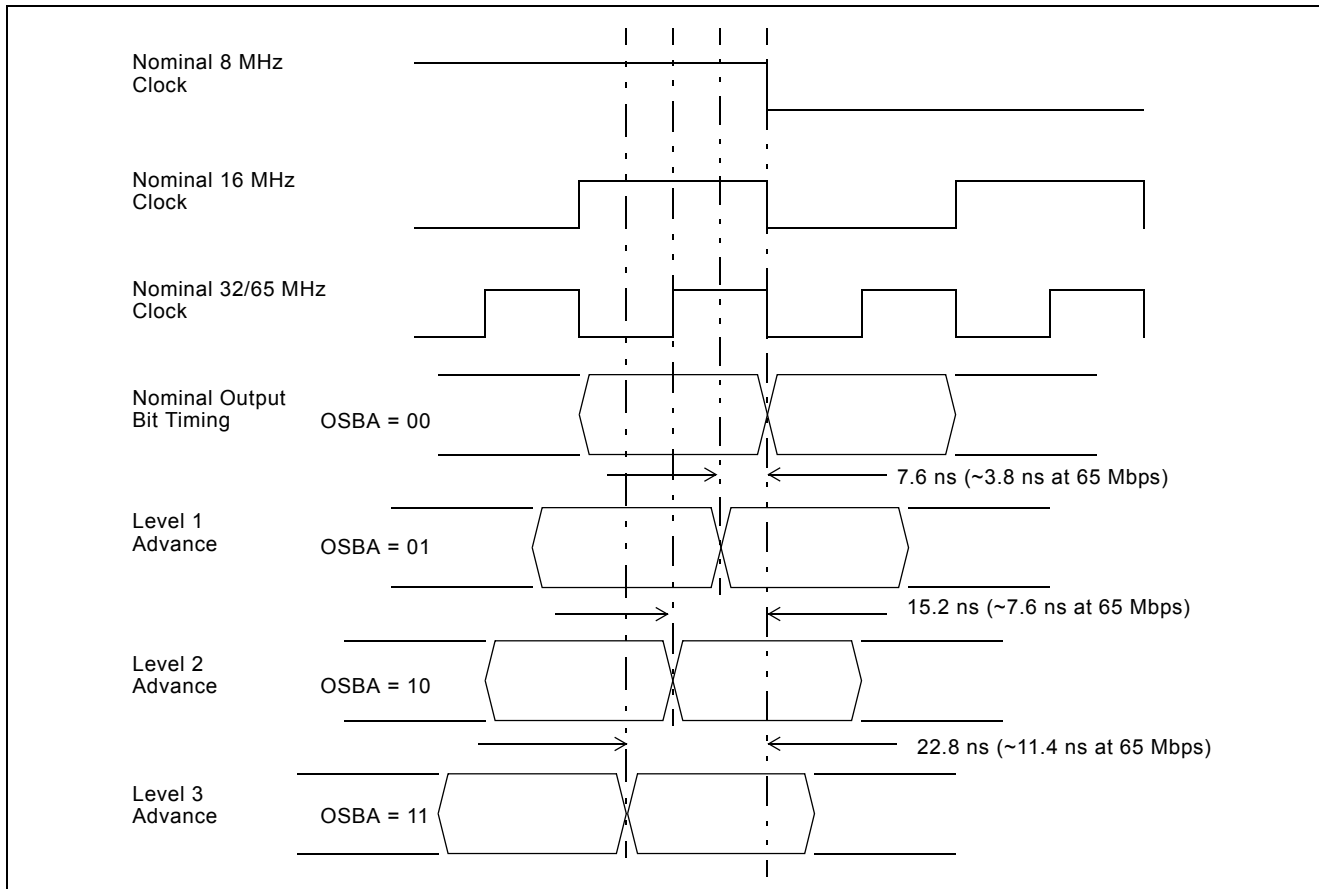 Nominal 8 MHz
Clock
Nominal 16 MHz
Clock
Nominal 32/65 MHz
Clock
Nominal Output
Bit Timing
OSBA = 00
7.6 ns (~3.8 ns at 65 Mbps)
Level 1
Advance
OSBA = 01
15.2 ns (~7.6 ns at 65 Mbps)
Level 2
Advance
OSBA = 10
22.8 ns (~11.4 ns at 65 Mbps)
Level 3
Advance
OSBA = 11